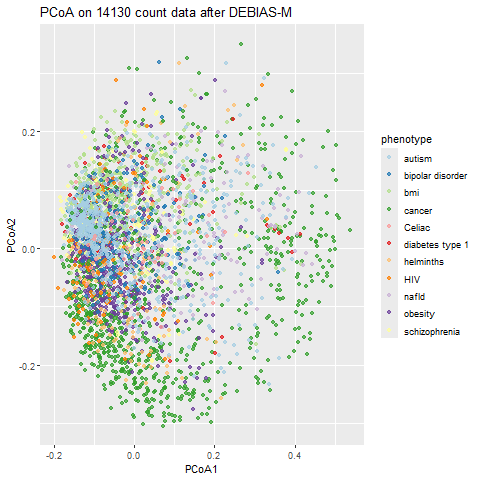 PCoA on 14130 count data after DEBIAS-M
0.2
0.0
-0.2
PCoA2
-0.2
0.0
0.2
0.4
PCoA1
phenotype
autism
bipolar disorder
bmi
cancer
Celiac
diabetes type 1
helminths
HIV
nafld
obesity
schizophrenia